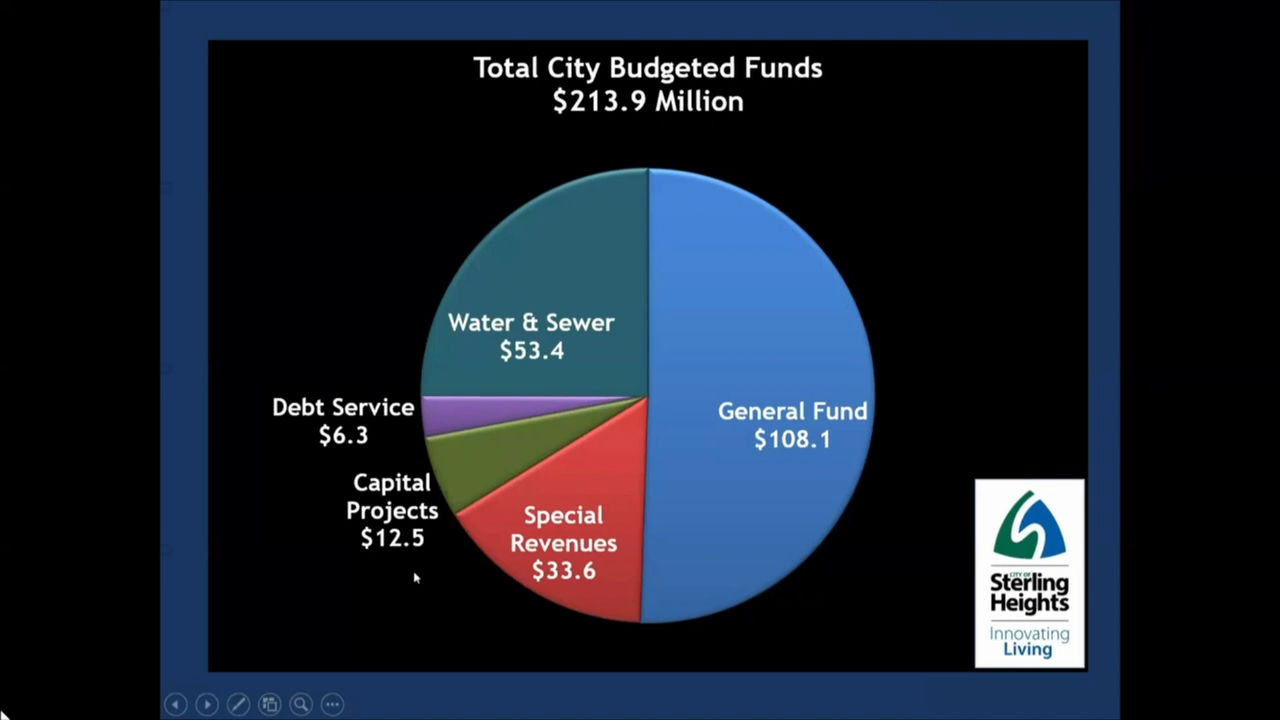 Total City Budgeted Funds
$213.9 Million
Water & Sewer
$53.4
Debt Service
$6.3
General Fund
$108.1
Capital
Projects
$12.5
Special
Revenues
$33.6
CITY OF
Sterling
Heights
Innovating
Living